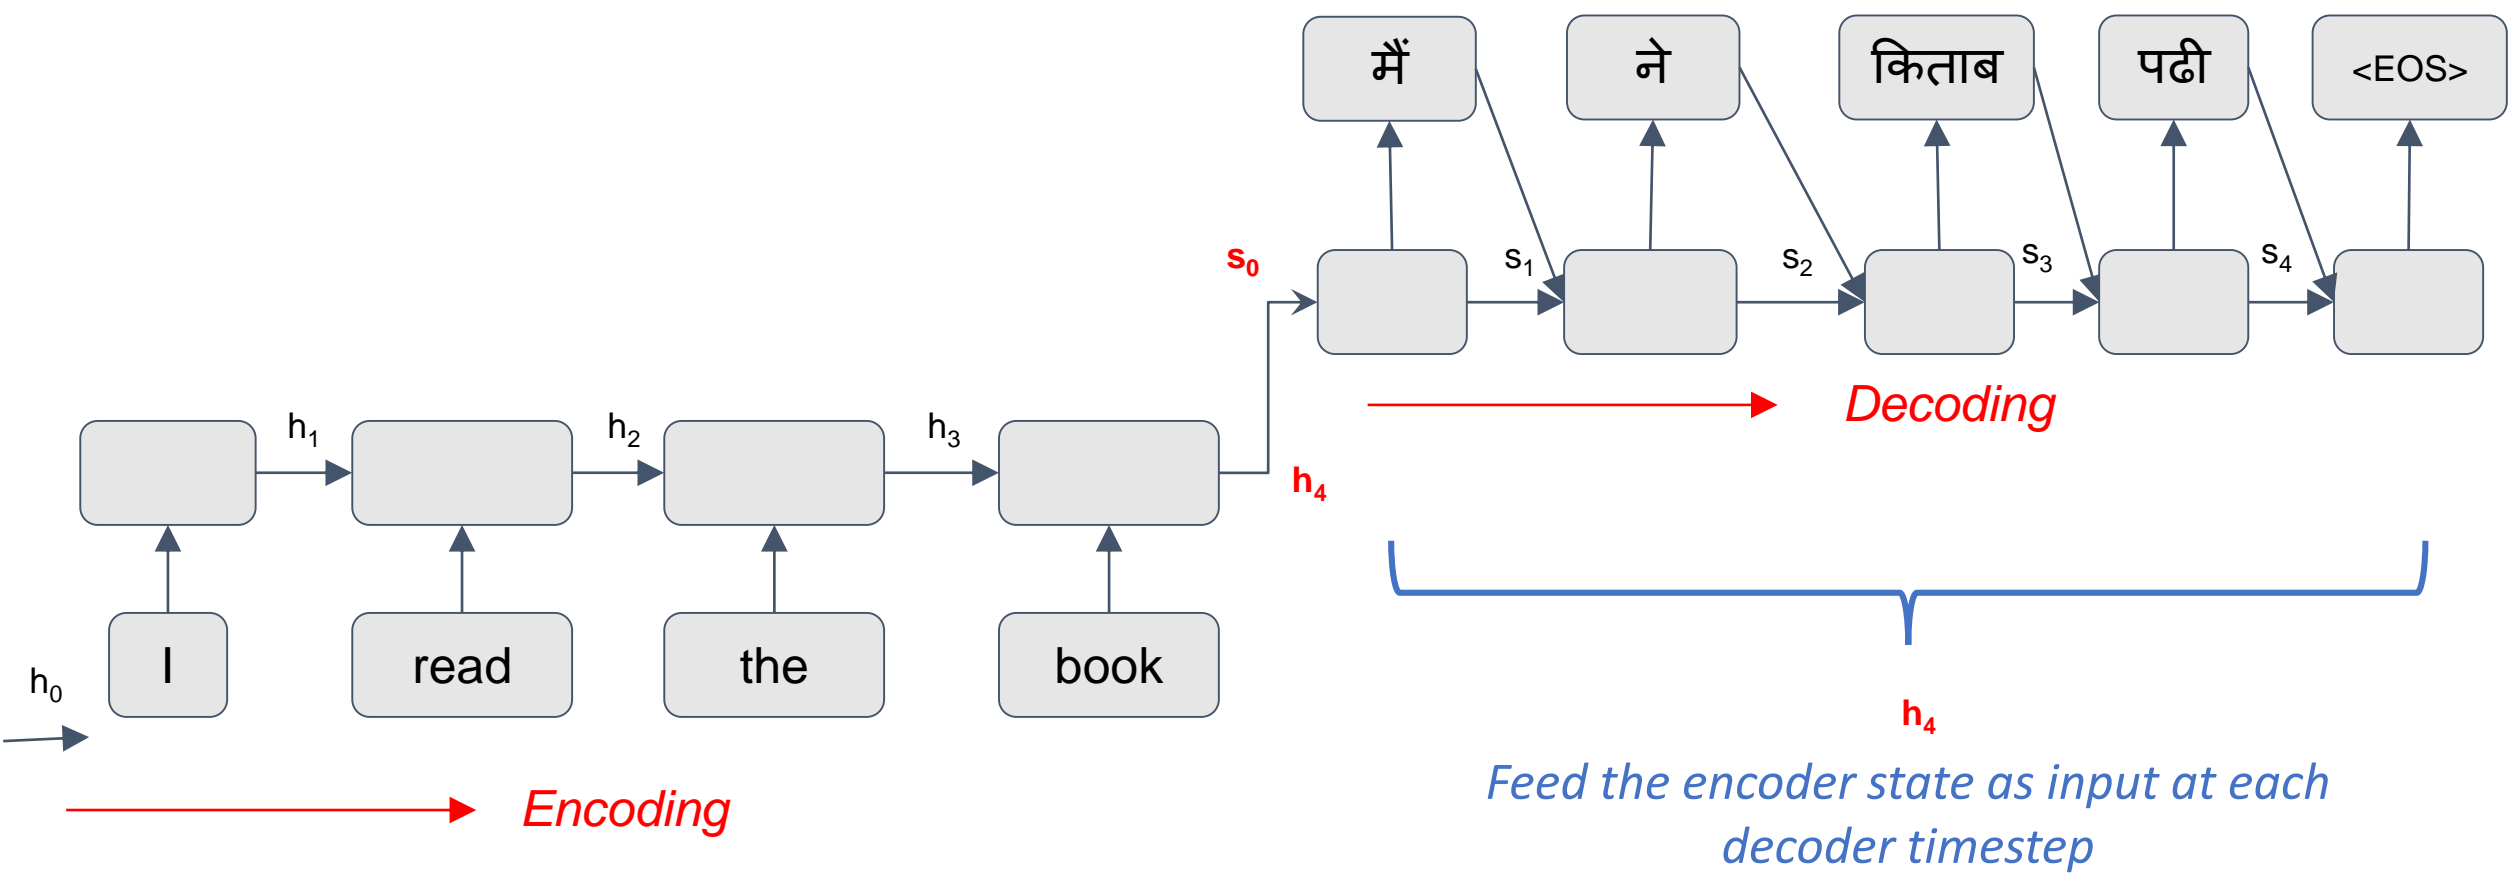 मैं ने किताब पढी <EOS>
s0 s1 s2 s3 s4
Decoding
h1 h2 h3 h4
I read the book
h0
Encoding
h4
Feed the encoder state as input at each
decoder timestep